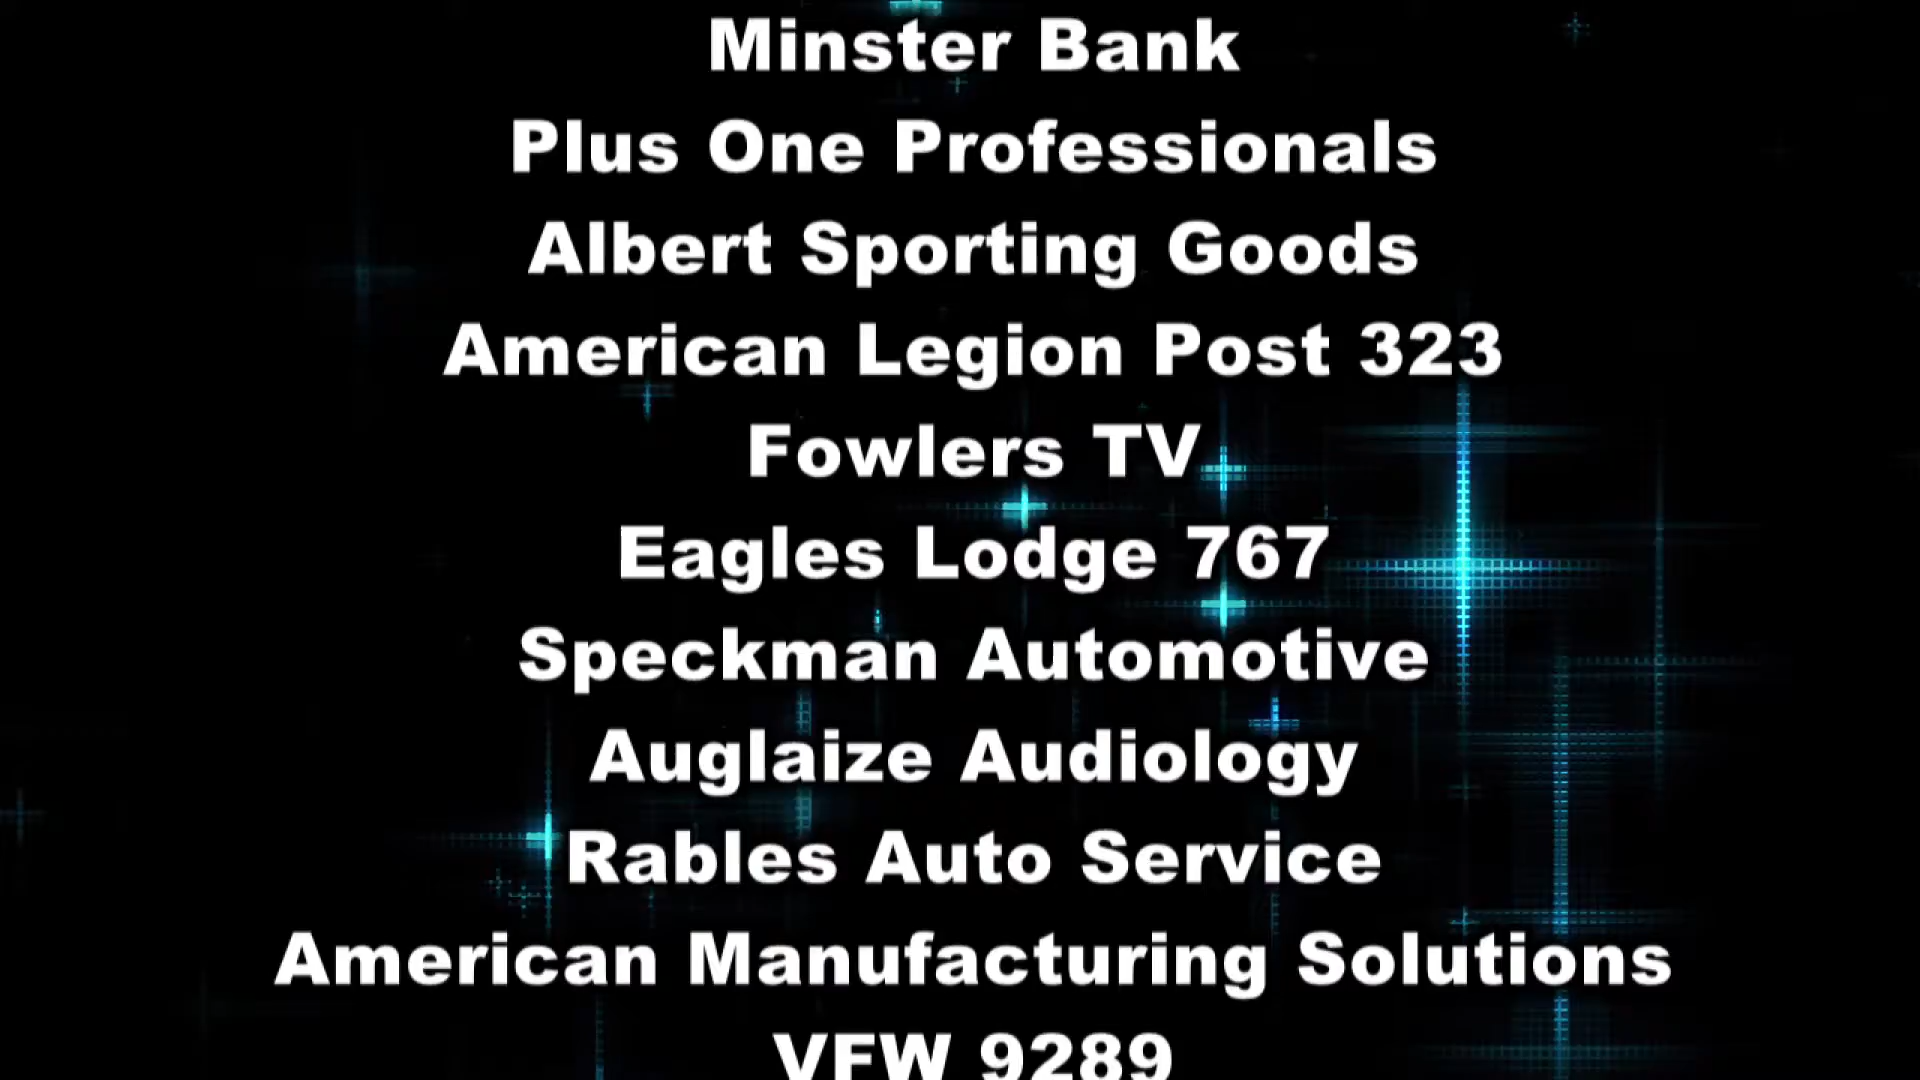 Minster Bank
Plus One Professionals
Albert Sporting Goods
American Legion Post 323
Fowlers TV
Eagles Lodge 767
Speckman Automotive
Auglaize Audiology
Rables Auto Service
American Manufacturing Solutions
VFW 9289